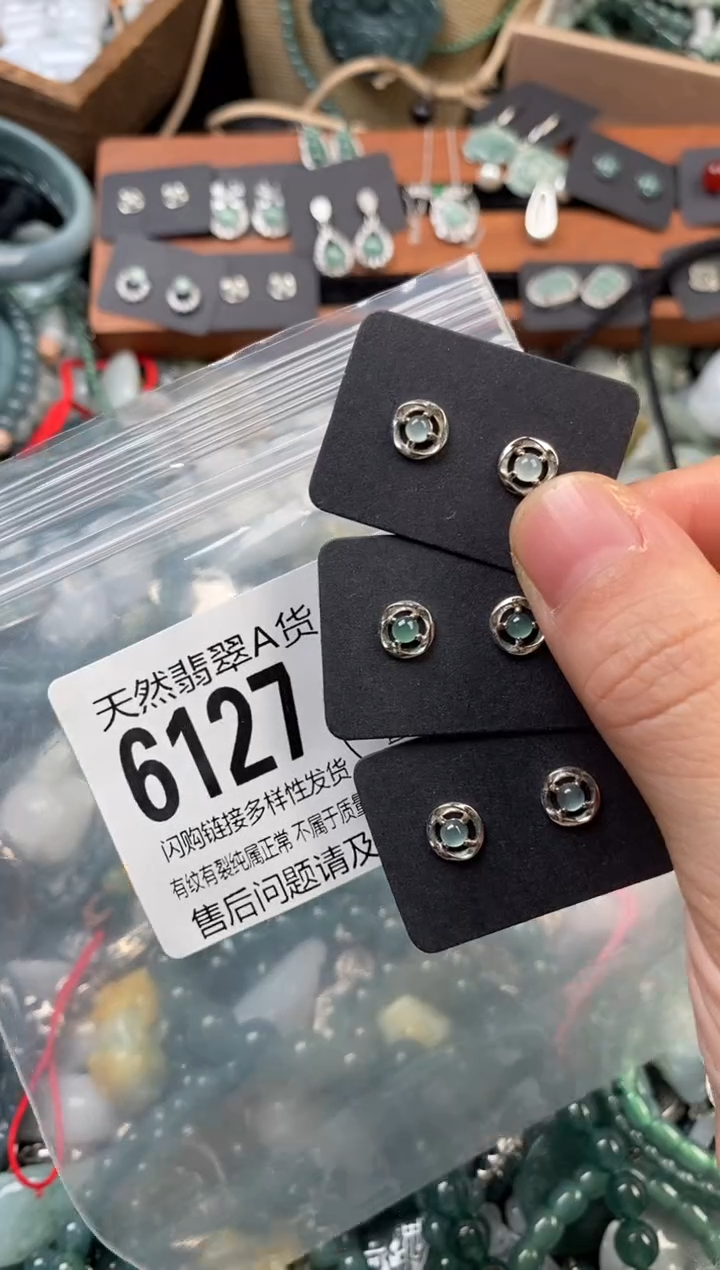 天然翡翠A货
6127
闪购链接多样性发货
有纹有裂纯属正常 不属于质量
售后问题请及